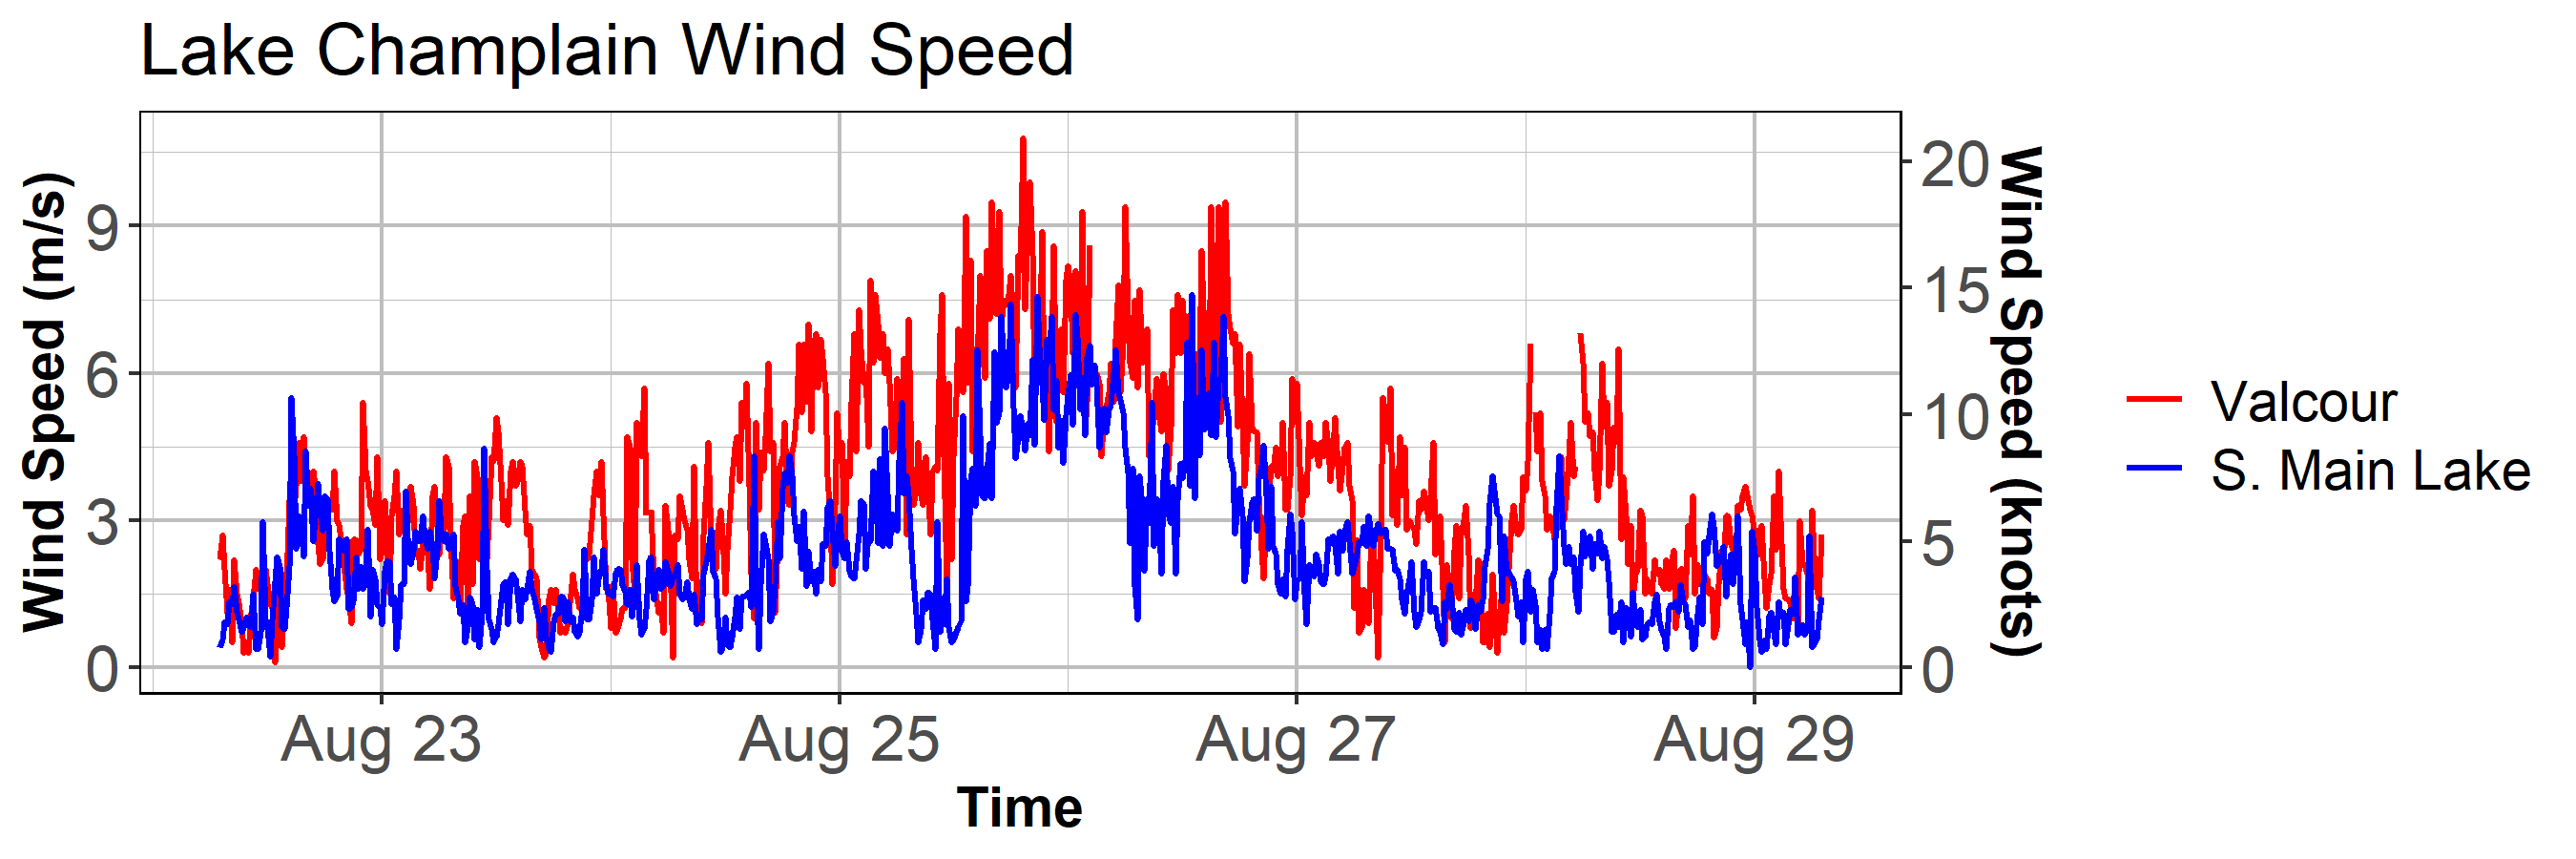 Lake Champlain Wind Speed
Wind Speed (m/s)
9
6
3
0
20
15
10
5
0
Wind Speed (knots)
Aug 23
Aug 25
Aug 27
Aug 29
Time
Valcour
S. Main Lake